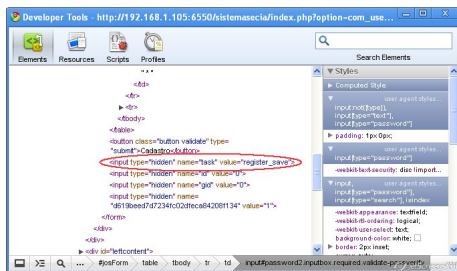 Developer Tools - http://192.168.1.105:6550/sistemasecia/index.php?option=com_use...
Elements
Resources
Scripts
Profiles
Search Elements
" * "
</td>
</tr>
▶ <tr>
</tbody>
</table>
<button class="button validate" type=
"submit">Cadastro</button>
<input type="hidden" name="task" value="register_save">
<input type="hidden" name="id" value="0">
<input type="hidden" name="gid" value="0">
<input type="hidden" name=
value="1">
</form>
</div>
</div>
▶ <div id="leftcontent">
▼ Styles
▶ Computed Style
user agent styles...
input:not([type]),
input[type="text"],
input[type="password"]
▶ padding: 1px 0px;
user agent styles...
input[type="password"]
-webkit-text-security: disc !import...
user agent styles...
input,
input[type="password"],
input[type="search"], isindex
-webkit-appearance: textfield;
-webkit-rtl-ordering: logical;
-webkit-user-select: text;
background-color: white;
▶ border: 2px inset;
... #josForm table tbody tr td input#password2.inputbox.required.validate-passverify